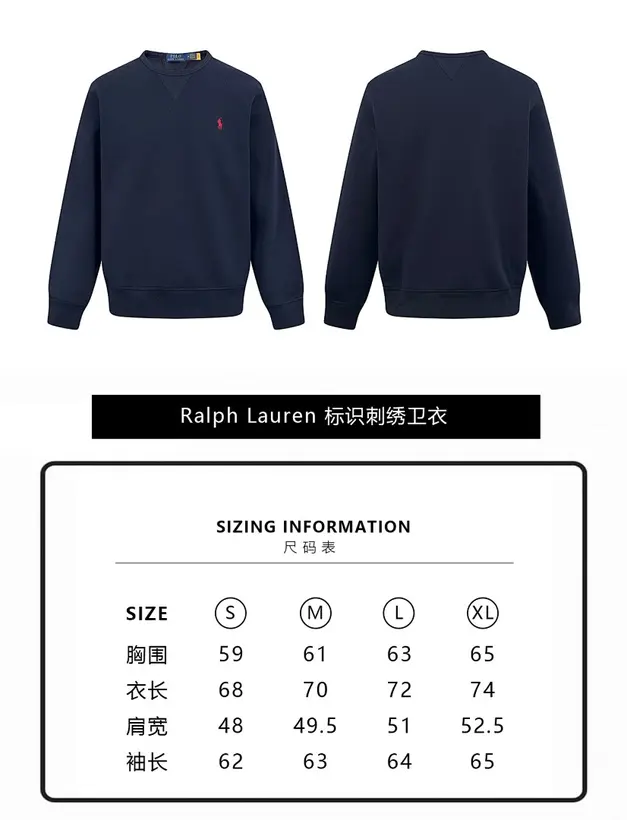 POLO
Ralph Lauren 标识刺绣卫衣
SIZING INFORMATION
尺码表
SIZE S M L XL
胸围 59 61 63 65
衣长 68 70 72 74
肩宽 48 49.5 51 52.5
袖长 62 63 64 65